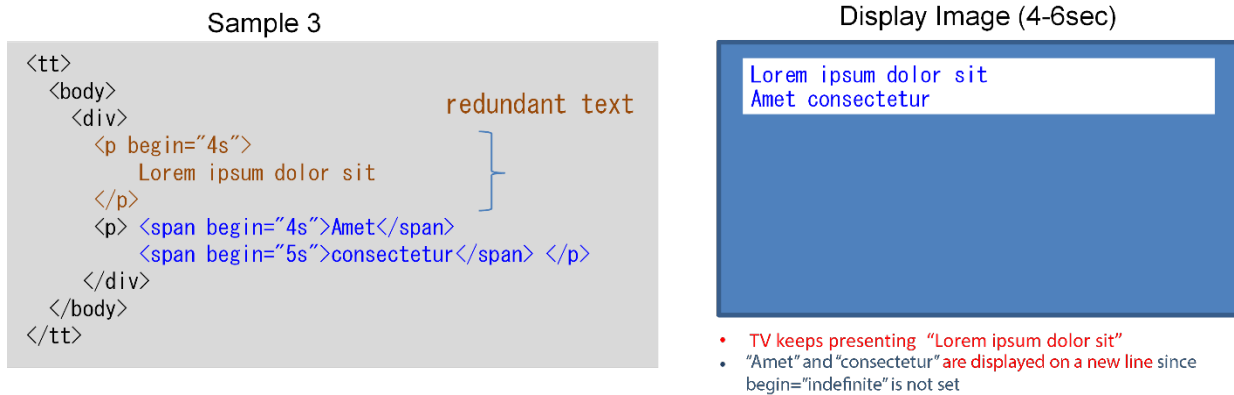 Sample 3
<tt>
<body>
<div>
redundant text
<p begin="4s">
Lorem ipsum dolor sit
</p>
<p> <span begin="4s">Amet</span>
<span begin="5s">consectetur</span> </p>
</div>
</body>
</tt>
Display Image (4-6sec)
Lorem ipsum dolor sit
Amet consectetur
• TV keeps presenting “Lorem ipsum dolor sit”
• “Amet” and “consectetur” are displayed on a new line since
begin=”indefinite” is not set